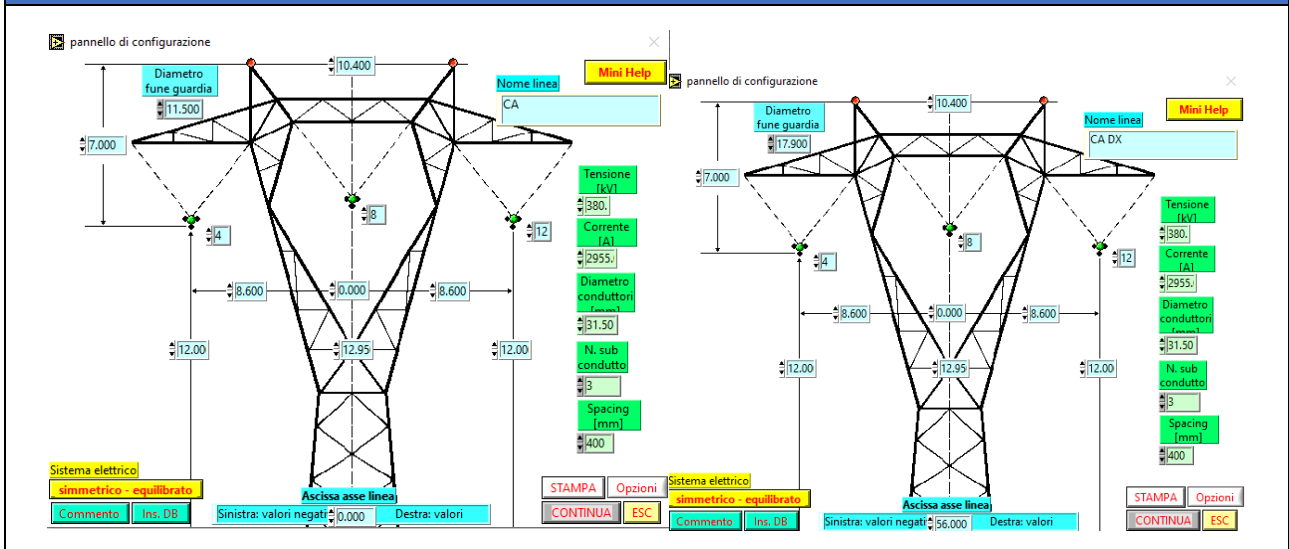 pannello di configurazione
10.400
Mini Help
Diametro
fune guardia
11.500
Nome linea
CA
7.000
Tensione
[kV]
380.
8
4
12
Corrente
[A]
2955.
8.600
0.000
8.600
Diametro
conduttori
[mm]
31.50
12.00
12.95
12.00
N. sub
condutto
3
Spacing
[mm]
400
Sistema elettrico
simmetrico - equilibrato
STAMPA
Opzioni
Ascissa asse linea
Commento
Ins. DB
Sinistra: valori negati
0.000
Destra: valori
CONTINUA
ESC
pannello di configurazione
10.400
Mini Help
Diametro
fune guardia
17.900
Nome linea
CA DX
7.000
Tensione
[kV]
380.
8
4
12
Corrente
[A]
2955.
Diametro
conduttori
[mm]
8.600
0.000
8.600
31.50
12.00
12.95
12.00
N. sub
condutto
3
Spacing
[mm]
400
Sistema elettrico
simmetrico - equilibrato
STAMPA
Opzioni
Ascissa asse linea
Commento
Ins. DB
Sinistra: valori negati
56.000
Destra: valori
CONTINUA
ESC